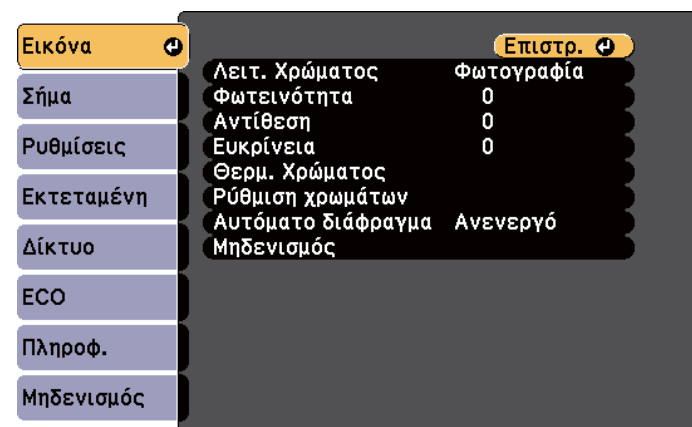 Εικόνα
Σήμα
Ρυθμίσεις
Εκτεταμένη
Δίκτυο
ECO
Πληροφ.
Μηδενισμός
Επιστρ.
Λειτ. Χρώματος Φωτογραφία
Φωτεινότητα 0
Αντίθεση 0
Ευκρίνεια 0
Θερμ. Χρώματος
Ρύθμιση χρωμάτων
Αυτόματο διάφραγμα Ανενεργό
Μηδενισμός